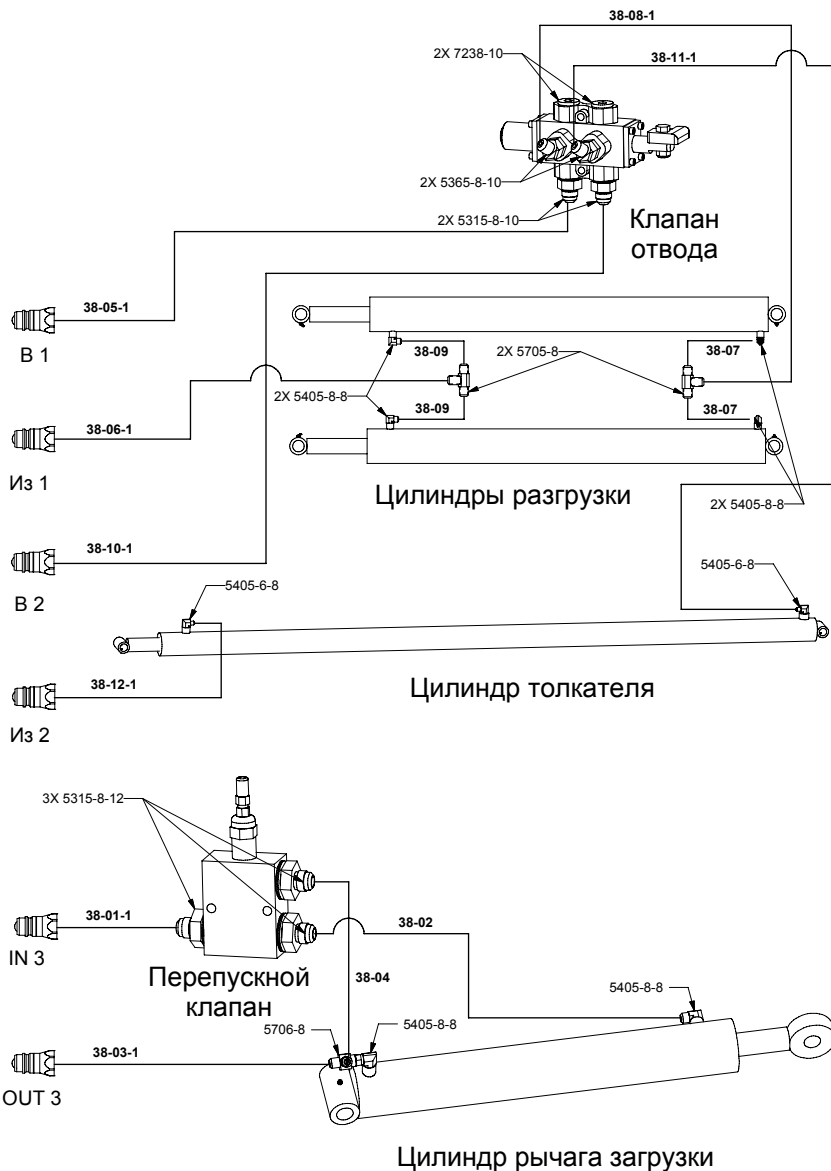 38-08-1
2X 7238-10
38-11-1
2X 5365-8-10
2X 5315-8-10
Клапан
отвода
38-05-1
В 1
38-09
2X 5705-8
38-07
2X 5405-8-8
38-09
38-07
38-06-1
Из 1
Цилиндры разгрузки
2X 5405-8-8
38-10-1
В 2
5405-6-8
5405-6-8
38-12-1
Цилиндр толкателя
Из 2
3X 5315-8-12
38-01-1
38-02
IN 3
Перепускной
клапан
38-04
5405-8-8
5706-8
5405-8-8
38-03-1
OUT 3
Цилиндр рычага загрузки